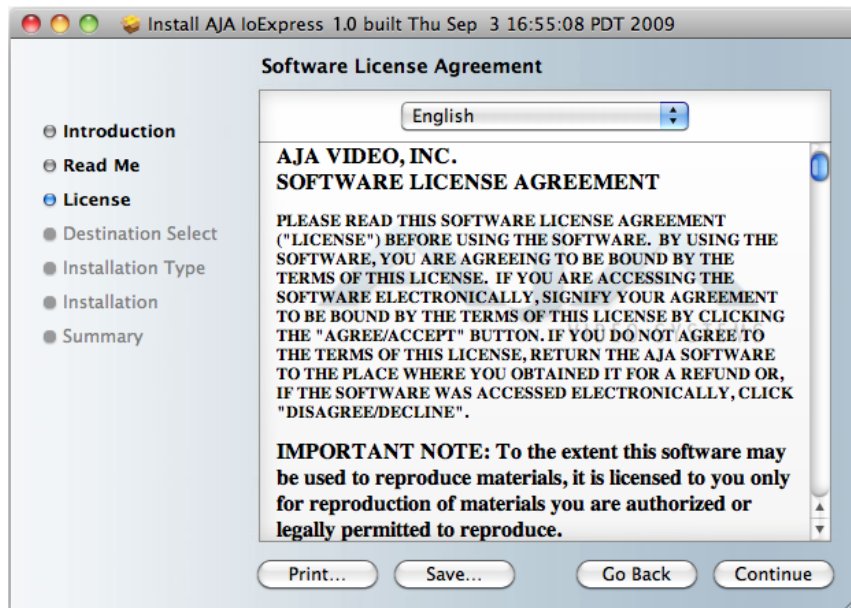 Install AJA IoExpress 1.0 built Thu Sep 3 16:55:08 PDT 2009
Software License Agreement
Introduction
Read Me
License
Destination Select
Installation Type
Installation
Summary
English
AJA VIDEO, INC.
SOFTWARE LICENSE AGREEMENT
PLEASE READ THIS SOFTWARE LICENSE AGREEMENT
("LICENSE") BEFORE USING THE SOFTWARE. BY USING THE
SOFTWARE, YOU ARE AGREEING TO BE BOUND BY THE
TERMS OF THIS LICENSE. IF YOU ARE ACCESSING THE
SOFTWARE ELECTRONICALLY, SIGNIFY YOUR AGREEMENT
TO BE BOUND BY THE TERMS OF THIS LICENSE BY CLICKING
THE "AGREE/ACCEPT" BUTTON. IF YOU DO NOT AGREE TO
THE TERMS OF THIS LICENSE, RETURN THE AJA SOFTWARE
TO THE PLACE WHERE YOU OBTAINED IT FOR A REFUND OR,
IF THE SOFTWARE WAS ACCESSED ELECTRONICALLY, CLICK
"DISAGREE/DECLINE".
IMPORTANT NOTE: To the extent this software may
be used to reproduce materials, it is licensed to you only
for reproduction of materials you are authorized or
legally permitted to reproduce.
AJA
VIDEO SYSTEMS
Print...
Save...
Go Back
Continue